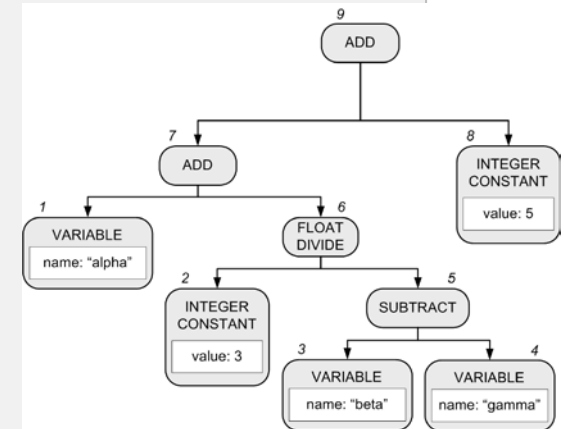 9
ADD
7
ADD
8
INTEGER
CONSTANT
value: 5
1
VARIABLE
name: “alpha”
6
FLOAT
DIVIDE
2
INTEGER
CONSTANT
value: 3
5
SUBTRACT
3
VARIABLE
name: “beta”
4
VARIABLE
name: “gamma”